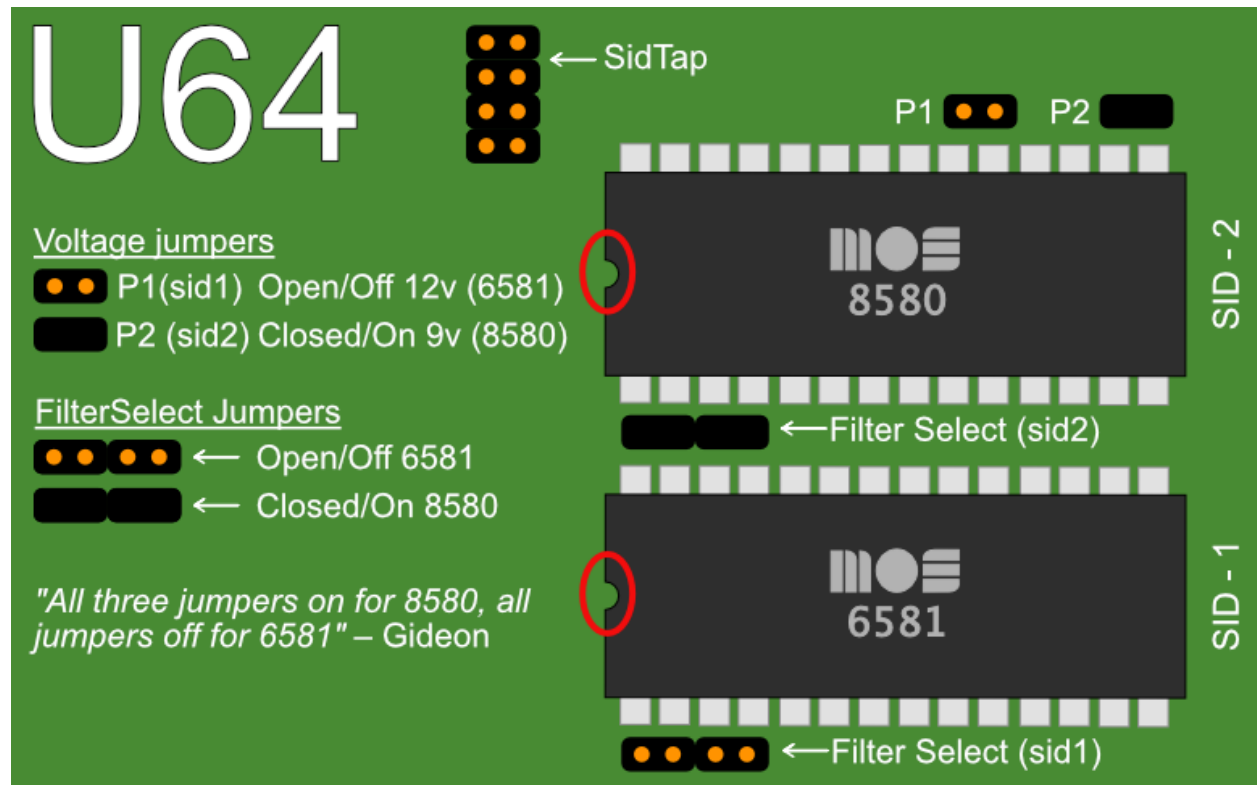 U64
SidTap
P1
P2
Voltage jumpers
P1(sid1) Open/Off 12v (6581)
P2 (sid2) Closed/On 9v (8580)
FilterSelect Jumpers
Open/Off 6581
Closed/On 8580
"All three jumpers on for 8580, all
jumpers off for 6581" – Gideon
mos
8580
SID - 2
Filter Select (sid2)
mos
6581
SID - 1
Filter Select (sid1)